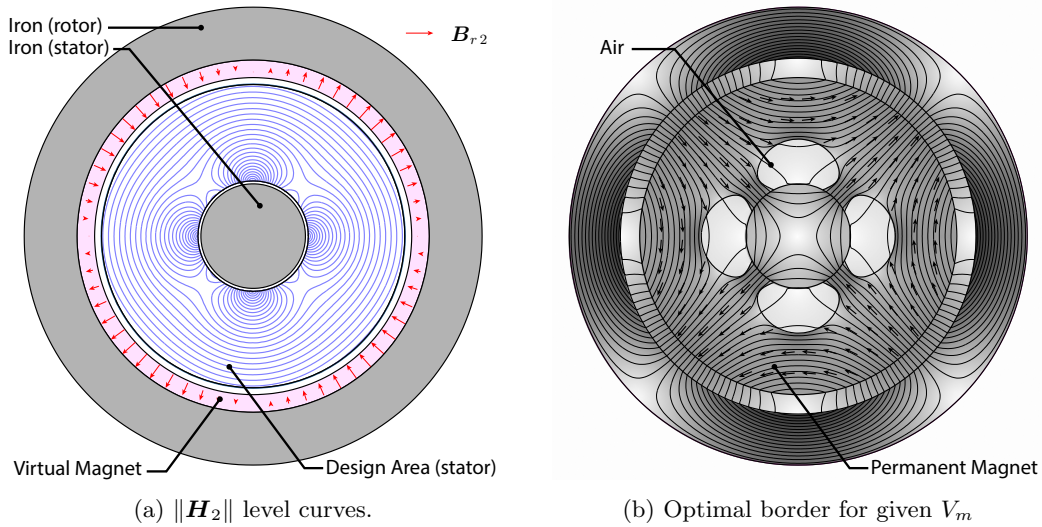 Iron (rotor)
Iron (stator)
B_{r 2}
Virtual Magnet
Design Area (stator)
(a) ∥H_2∥ level curves.
Air
Permanent Magnet
(b) Optimal border for given V_m